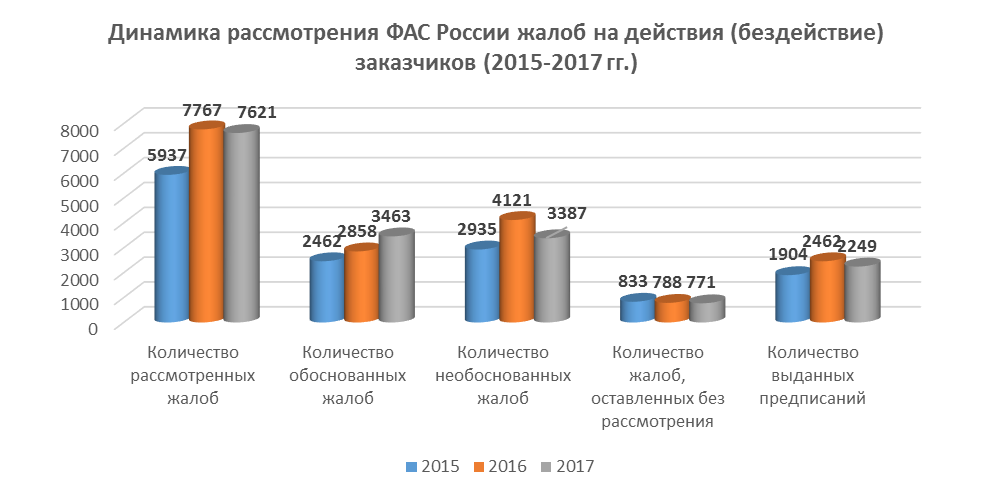 Динамика рассмотрения ФАС России жалоб на действия (бездействие)
заказчиков (2015-2017 гг.)
8000
7000
6000
5000
4000
3000
2000
1000
0
5937
7767
7621
2462
2858
3463
2935
4121
3387
833
788
771
1904
2462
2249
Количество
рассмотренных
жалоб
Количество
обоснованных
жалоб
Количество
необоснованных
жалоб
Количество
жалоб,
оставленных без
рассмотрения
Количество
выданных
предписаний
2015
2016
2017